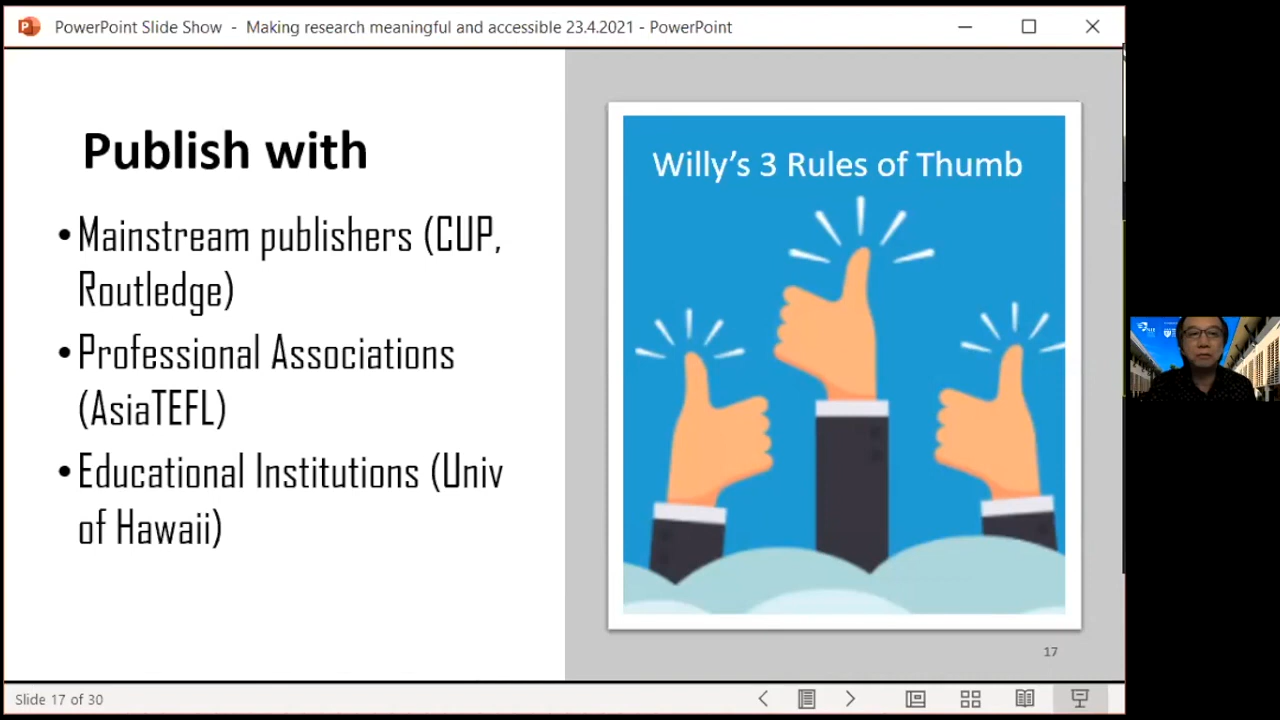 PowerPoint Slide Show - Making research meaningful and accessible 23.4.2021 - PowerPoint
Publish with
•Mainstream publishers (CUP,
Routledge)
•Professional Associations
(AsiaTEFL)
•Educational Institutions (Univ
of Hawaii)
Willy's 3 Rules of Thumb
17
Slide 17 of 30